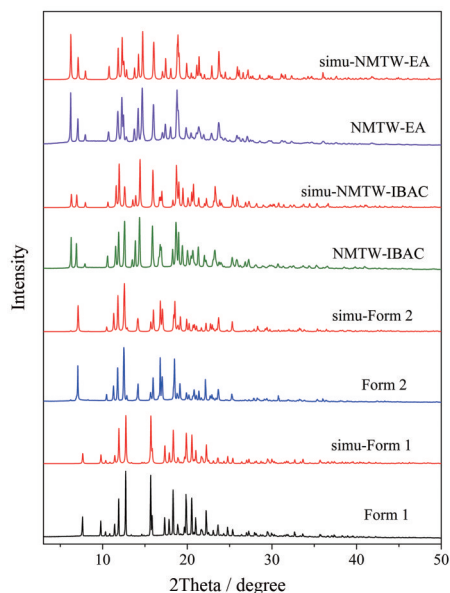 simu-NMTW-EA
NMTW-EA
simu-NMTW-IBAC
NMTW-IBAC
simu-Form 2
Form 2
simu-Form 1
Form 1
Intensity
10 20 30 40 50
2Theta / degree